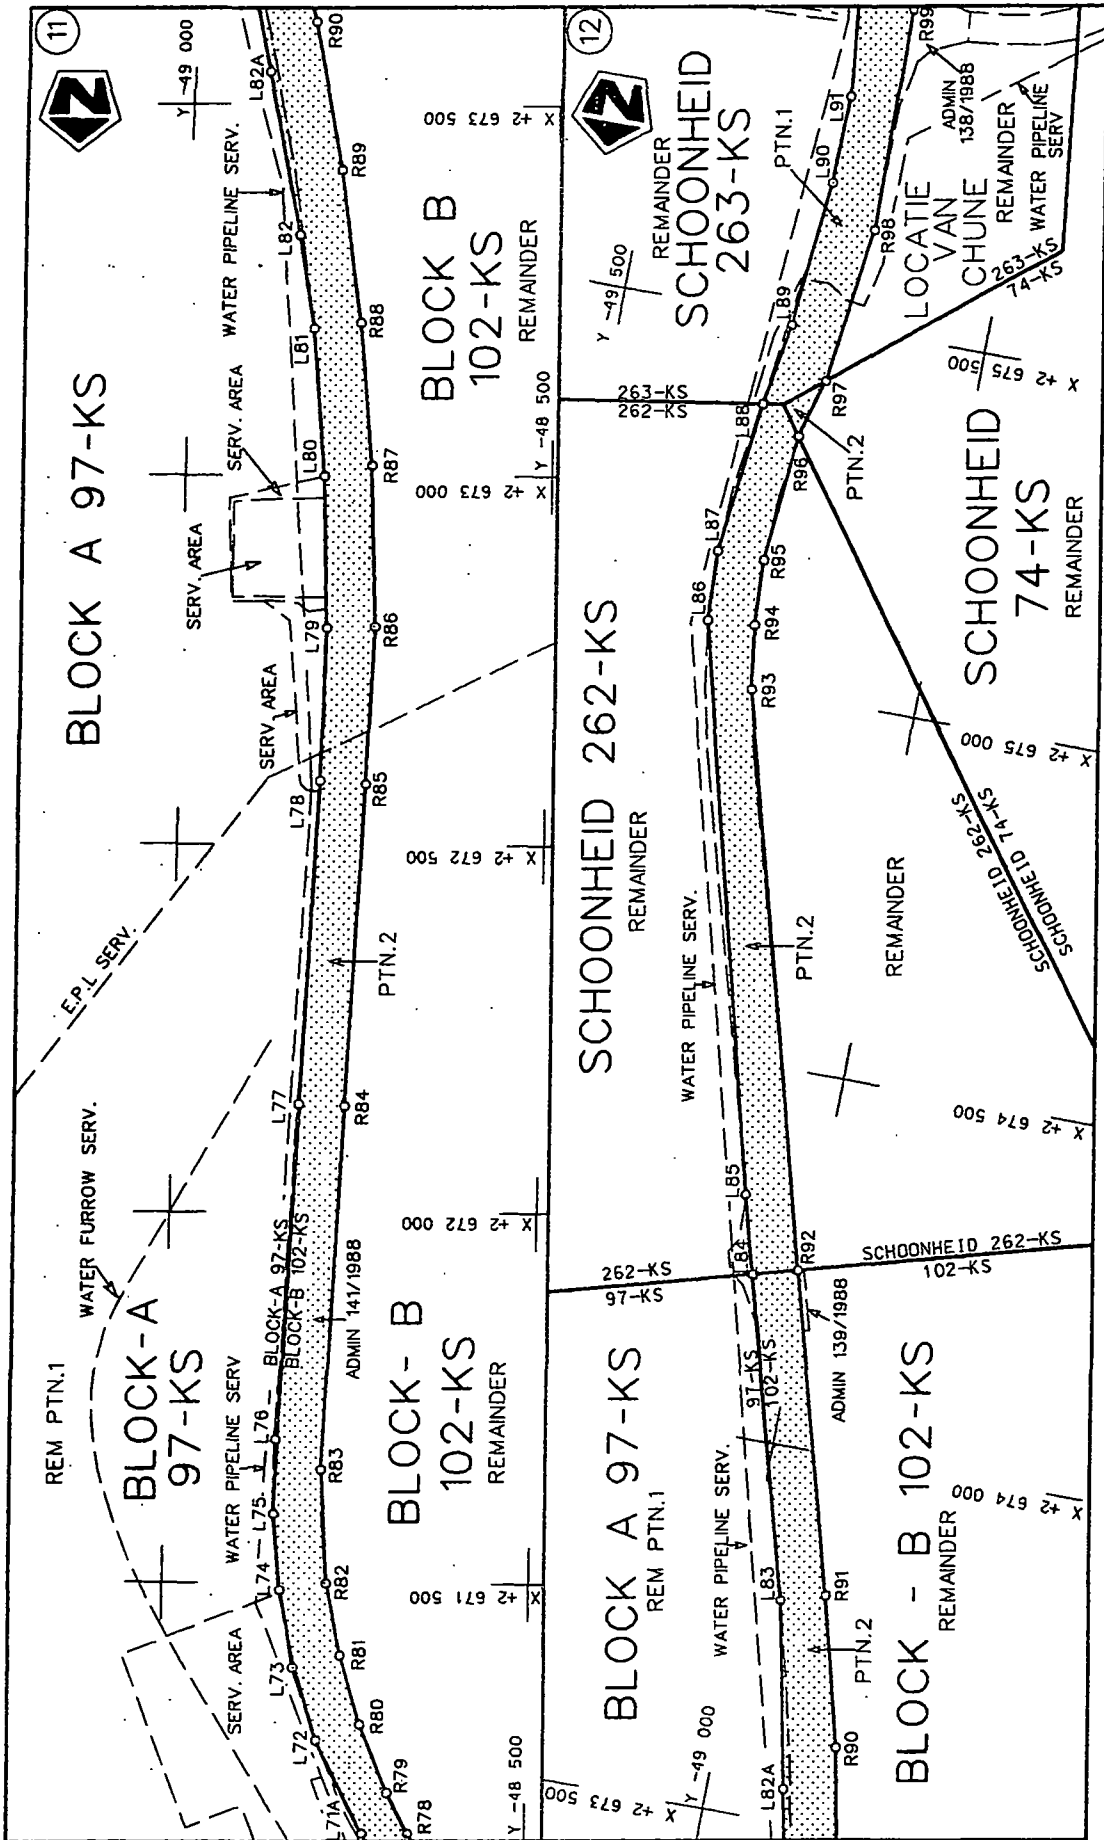 11
REM PTN.1
WATER FURROW SERV.
E.P.L SERV.
BLOCK A 97-KS
BLOCK-A
97-KS
SERV. AREA
WATER PIPELINE SERV
SERV. AREA
SERV. AREA
SERV. AREA
WATER PIPELINE SERV.
Y -49 000
L71A
L72
L73
L74
L75
L76
BLOCK-A 97-KS
BLOCK-B 102-KS
L77
L78
L79
L80
L81
L82
L82A
R78
R79
R80
R81
R82
R83
R84
R85
R86
R87
R88
R89
R90
ADMIN 141/1988
PTN.2
BLOCK- B
102-KS
REMAINDER
BLOCK B
102-KS
REMAINDER
Y -48 500
X +2 671 500
X +2 672 000
X +2 672 500
X +2 673 000
Y -48 500
X +2 673 500
12
BLOCK A 97-KS
REM PTN.1
WATER PIPELINE SERV.
262-KS
97-KS
SCHOONHEID 262-KS
REMAINDER
WATER PIPELINE SERV.
263-KS
262-KS
Y -49 500
REMAINDER
SCHOONHEID
263-KS
PTN.1
X +2 673 500
Y -49 000
L82A
L83
97-KS
102-KS
L84
L85
L86
L87
L88
L89
L90
L91
R90
R91
R92
R93
R94
R95
R96
R97
R98
R99
PTN.2
ADMIN 139/1988
PTN.2
PTN.2
BLOCK - B 102-KS
REMAINDER
SCHOONHEID 262-KS
102-KS
REMAINDER
SCHOONHEID 262-KS
SCHOONHEID 74-KS
SCHOONHEID
74-KS
REMAINDER
LOCATIE
VAN
CHUNE
REMAINDER
263-KS
74-KS
ADMIN
138/1988
WATER PIPELINE
SERV
X +2 674 000
X +2 674 500
X +2 675 000
X +2 675 500